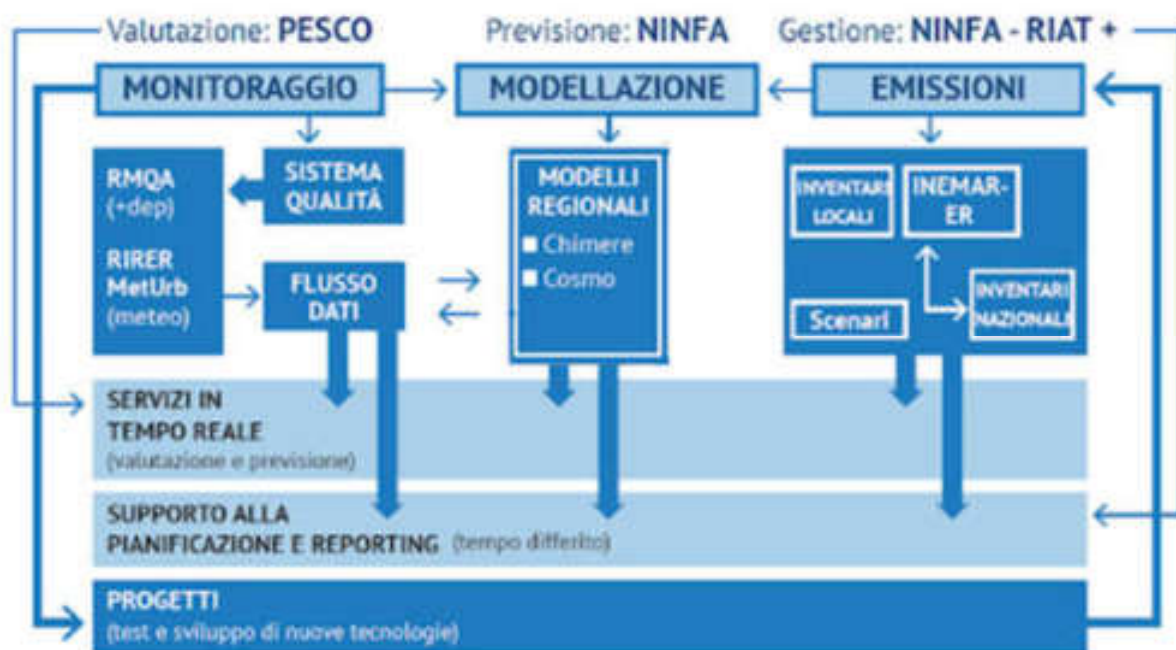 Valutazione: PESCO
Previsione: NINFA
Gestione: NINFA - RIAT +
MONITORAGGIO
MODELLAZIONE
EMISSIONI
RMQA
(+dep)
RIRER
MetUrb
(meteo)
SISTEMA
QUALITÀ
FLUSSO
DATI
MODELLI
REGIONALI
Chimere
Cosmo
INVENTARI
LOCALI
INEMAR-
ER
Scenari
INVENTARI
NAZIONALI
SERVIZI IN
TEMPO REALE
(valutazione e previsione)
SUPPORTO ALLA
PIANIFICAZIONE E REPORTING (tempo differito)
PROGETTI
(test e sviluppo di nuove tecnologie)